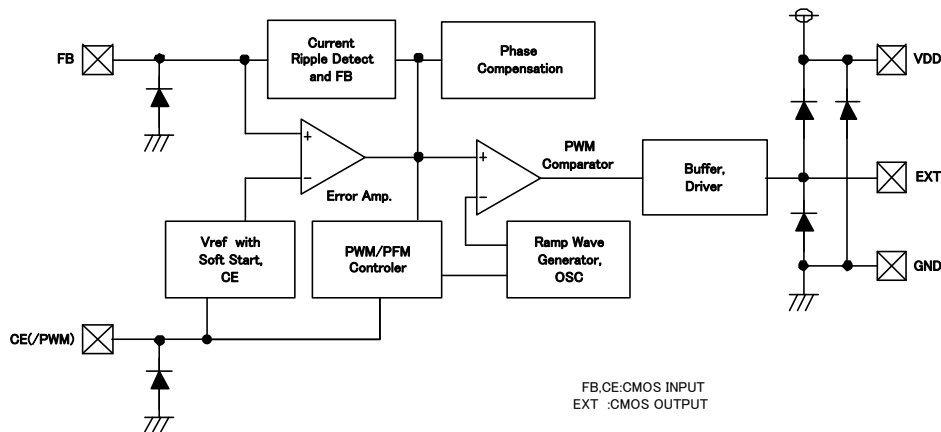 FB
Current
Ripple Detect
and FB
Phase
Compensation
VDD
+
−
Error Amp.
+
−
PWM
Comparator
Buffer,
Driver
EXT
Vref with
Soft Start,
CE
PWM/PFM
Controler
Ramp Wave
Generator,
OSC
GND
CE(/PWM)
FB,CE:CMOS INPUT
EXT :CMOS OUTPUT